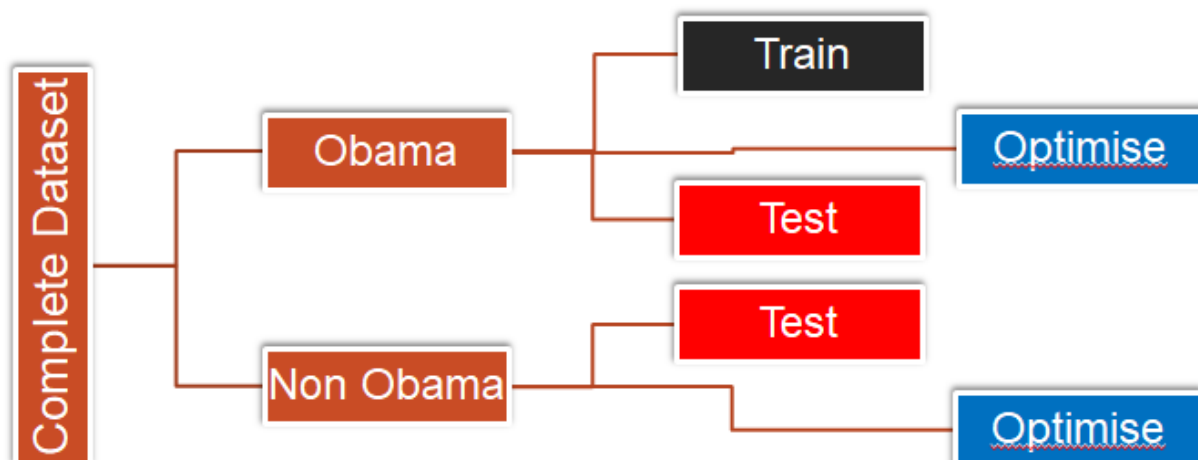 Complete Dataset
Obama
Train
Optimise
Test
Non Obama
Test
Optimise